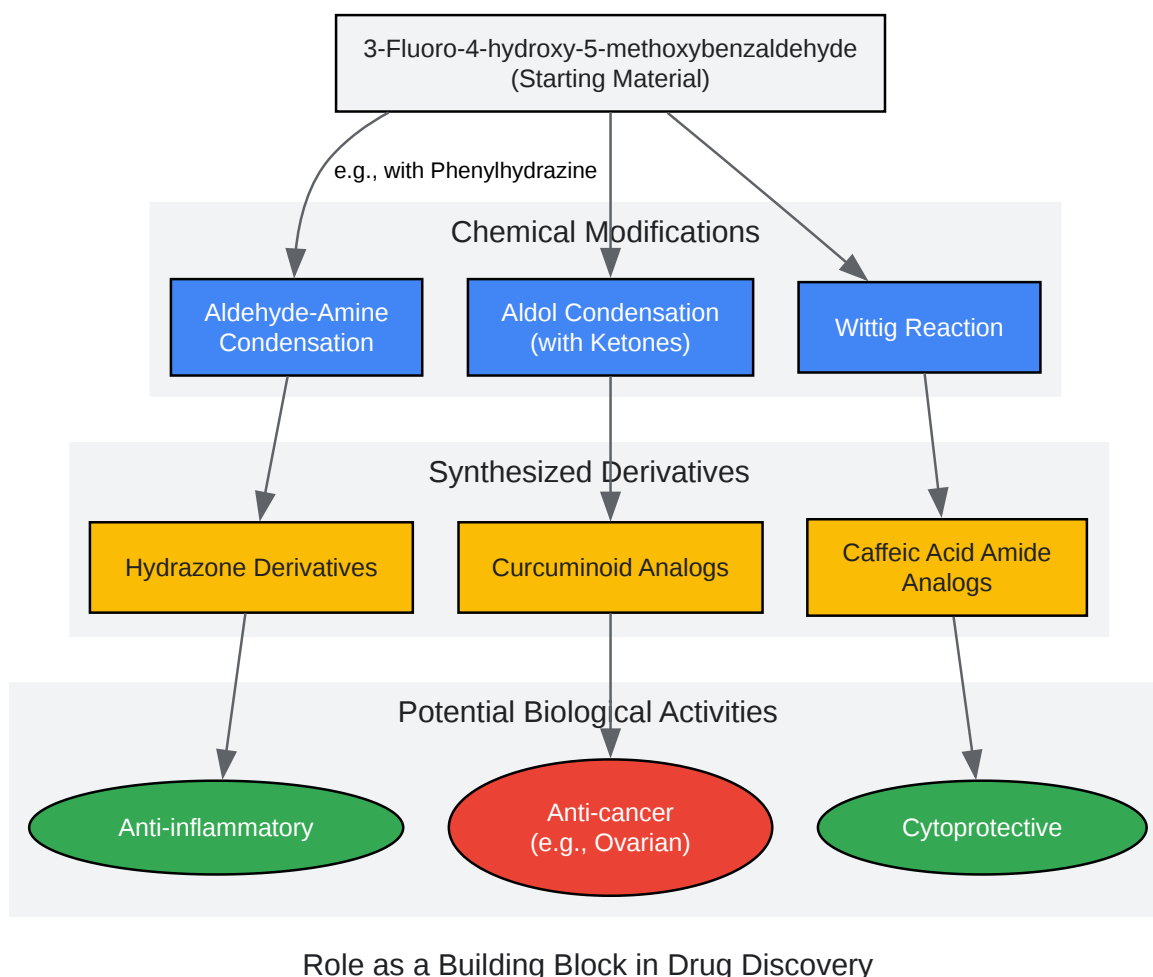 3-Fluoro-4-hydroxy-5-methoxybenzaldehyde
(Starting Material)
e.g., with Phenylhydrazine
Chemical Modifications
Aldehyde-Amine
Condensation
Aldol Condensation
(with Ketones)
Wittig Reaction
Synthesized Derivatives
Hydrazone Derivatives
Curcuminoid Analogs
Caffeic Acid Amide
Analogs
Potential Biological Activities
Anti-inflammatory
Anti-cancer
(e.g., Ovarian)
Cytoprotective
Role as a Building Block in Drug Discovery